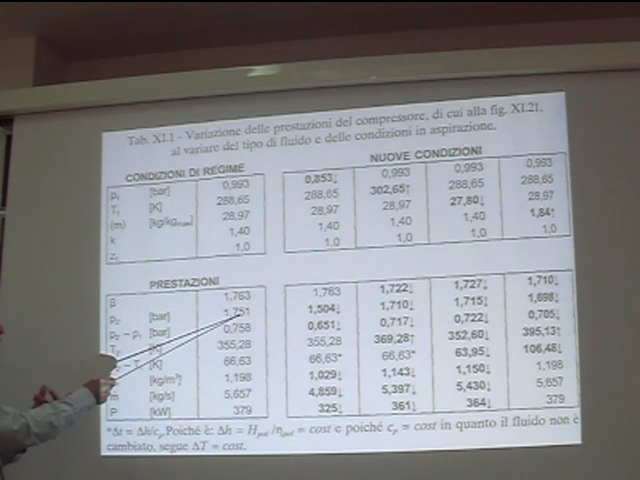 Tab. XI.1 - Variazione delle prestazioni del compressore, di cui alla fig. XI.21,
al variare del tipo di fluido e delle condizioni in aspirazione.
CONDIZIONI DI REGIME NUOVE CONDIZIONI
p₁ [bar] 0,993 0,853↓ 0,993 0,993 0,993
T₁ [K] 288,65 288,65 302,65↑ 288,65 288,65
(m) [kg/kgmol] 28,97 28,97 28,97 27,80↓ 28,97
k 1,40 1,40 1,40 1,40 1,84↑
z₁ 1,0 1,0 1,0 1,0 1,0
PRESTAZIONI
β 1,763 1,763 1,722↓ 1,727↓ 1,710↓
p₂ [bar] 1,751 1,504↓ 1,710↓ 1,715↓ 1,698↓
p₂ − p₁ [bar] 0,758 0,651↓ 0,717↓ 0,722↓ 0,705↓
T₂ [K] 355,28 355,28 369,28↑ 352,60↓ 395,13↑
− T [K] 66,63 66,63* 66,63* 63,95↓ 106,48↓
[kg/m³] 1,198 1,029↓ 1,143↓ 1,150↓ 1,198
m [kg/s] 5,657 4,859↓ 5,397↓ 5,430↓ 5,657
P [kW] 379 325↓ 361↓ 364↓ 379
*Δt = Δh/cp. Poiché è: Δh = Hpol /ηpol = cost e poiché cp = cost in quanto il fluido non è
cambiato, segue ΔT = cost.